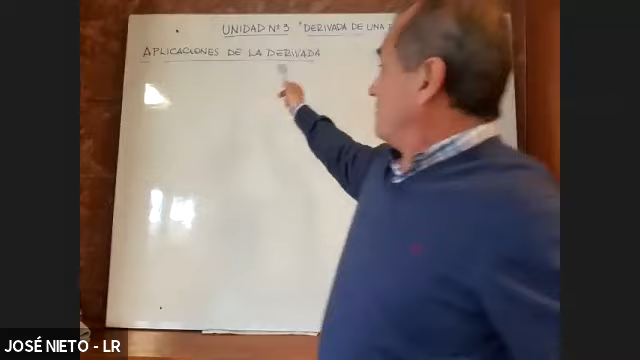 UNIDAD Nº 3 "DERIVADA DE UNA
APLICACIONES DE LA DERIVADA
JOSÉ NIETO - LR